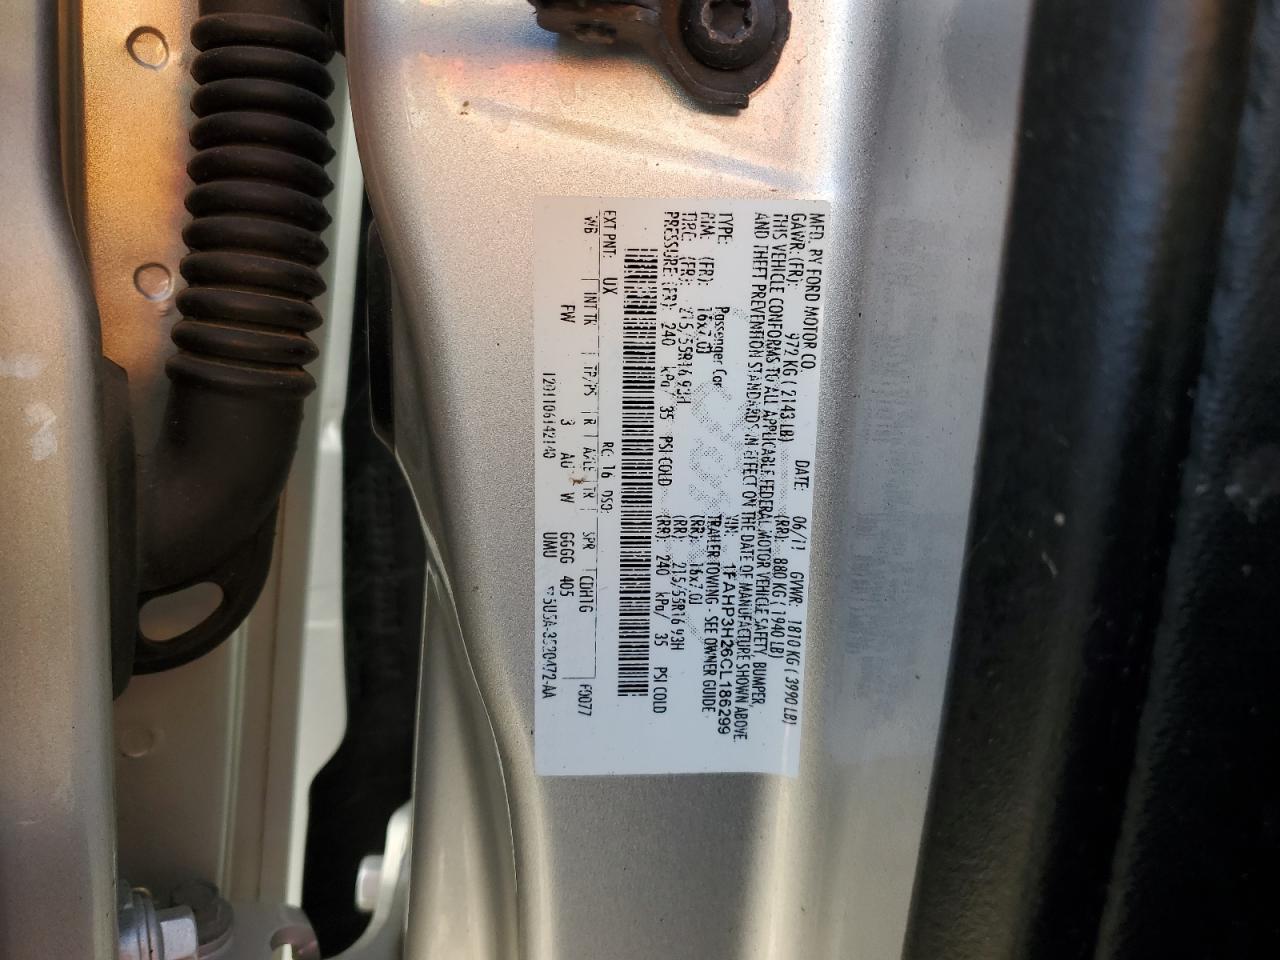 MFD. BY FORD MOTOR CO.
DATE: 06/11 GVWR: 1810 KG ( 3990 LB)
GAWR: (FR): 972 KG ( 2143 LB) (RR): 880 KG ( 1940 LB)
THIS VEHICLE CONFORMS TO ALL APPLICABLE FEDERAL MOTOR VEHICLE SAFETY, BUMPER,
AND THEFT PREVENTION STANDARDS IN EFFECT ON THE DATE OF MANUFACTURE SHOWN ABOVE.
VIN: 1FAHP3H26CL186299
TYPE: Passenger Car TRAILER TOWING - SEE OWNER GUIDE
RIM: (FR): 16x7.0J (RR): 16x7.0J
TIRE: (FR): 215/55R16 93H (RR): 215/55R16 93H
PRESSURE: (FR): 240 kPa/ 35 PSI COLD (RR): 240 kPa/ 35 PSI COLD
EXT PNT: UX RC: 16 DSO: F0077
WB INT TR TP/PS R AXLE TR SPR CDHTG
FW 3 AU W GGGG 405
UMU